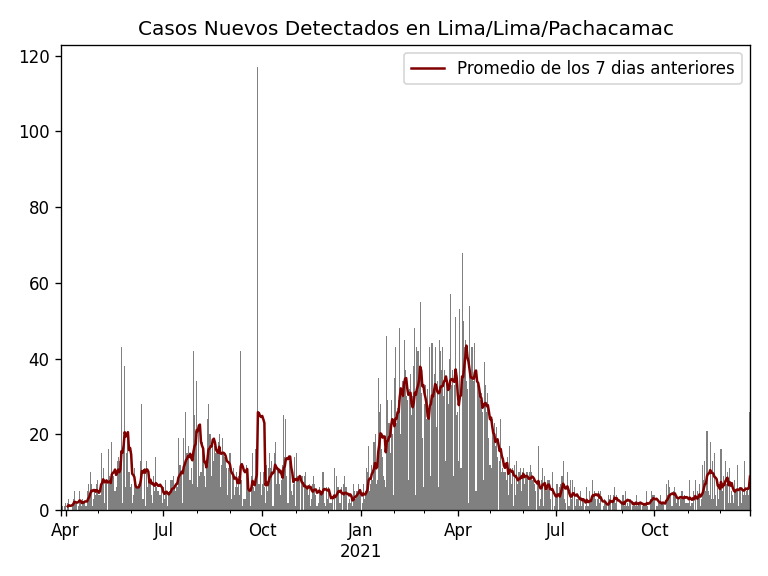 Casos Nuevos Detectados en Lima/Lima/Pachacamac
Promedio de los 7 dias anteriores
120
100
80
60
40
20
0
Apr Jul Oct Jan Apr Jul Oct
2021